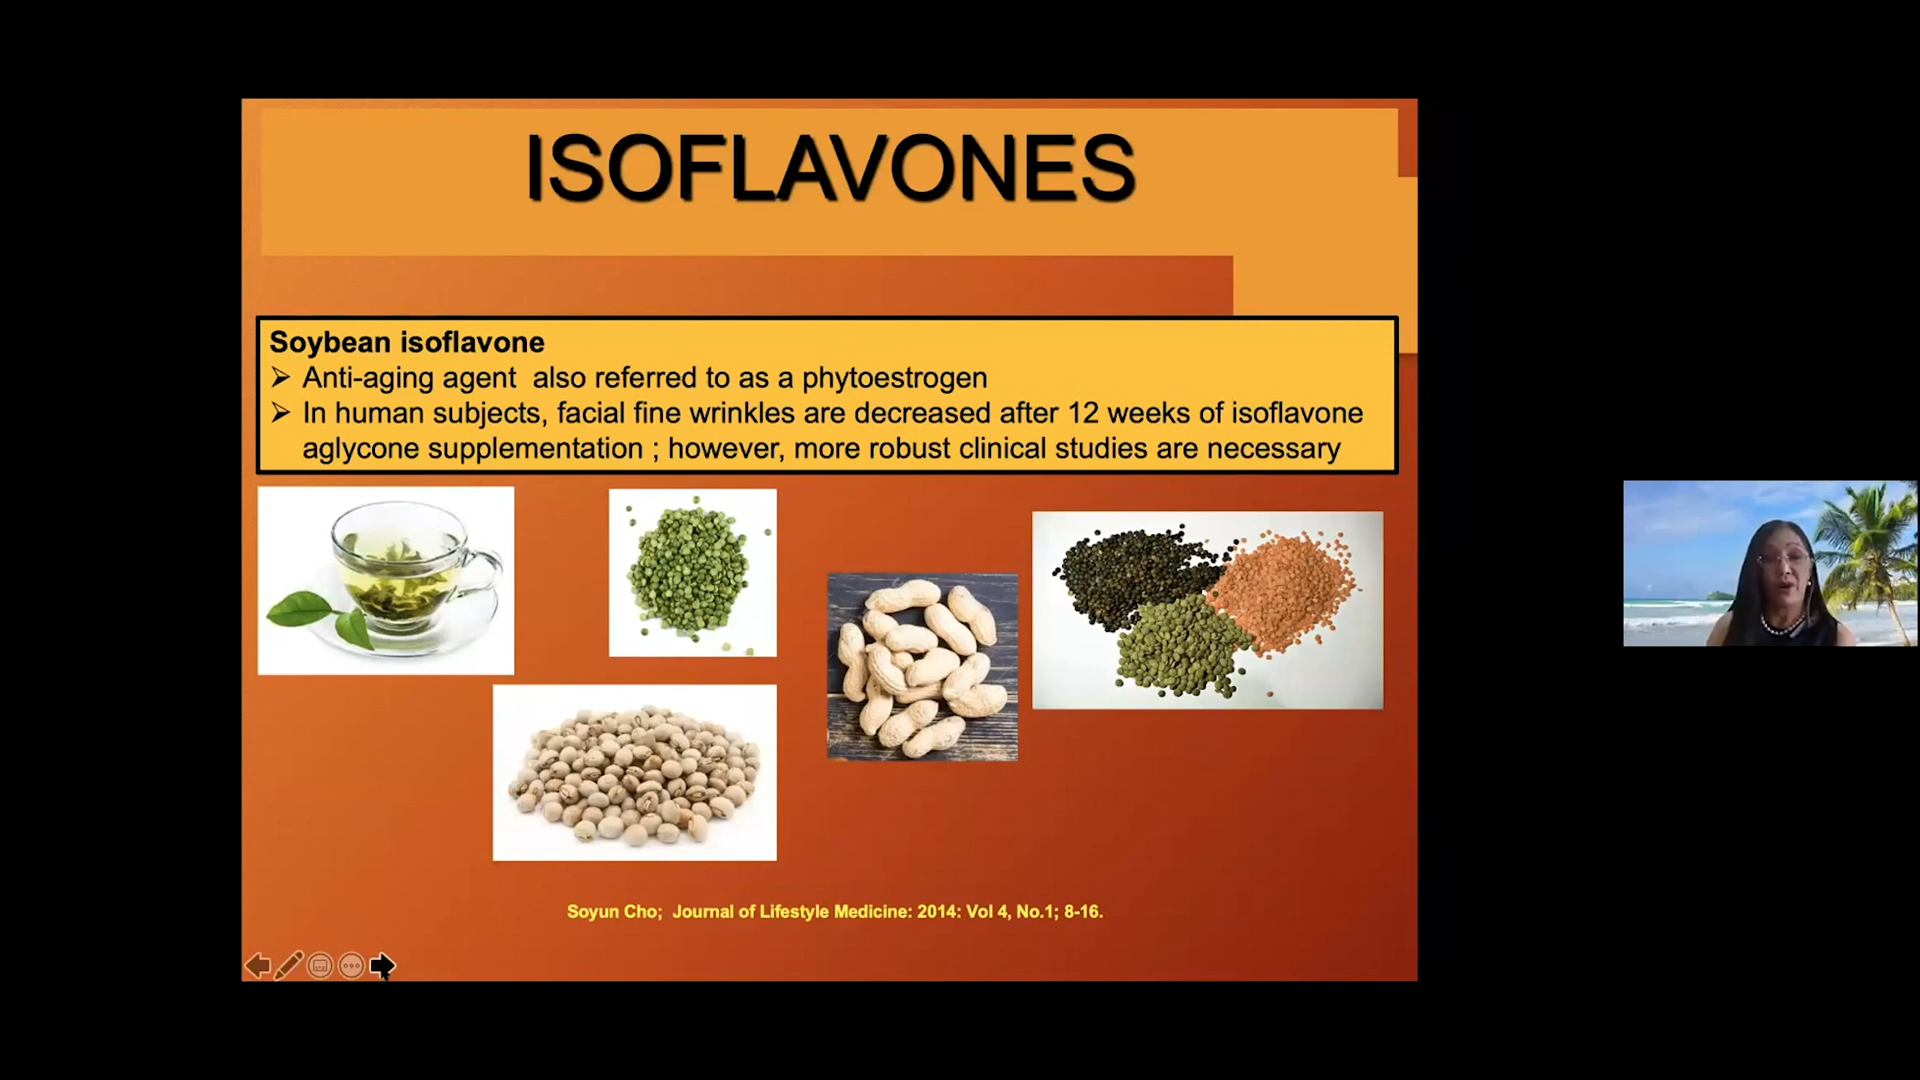 ISOFLAVONES
Soybean isoflavone
➢ Anti-aging agent  also referred to as a phytoestrogen
➢ In human subjects, facial fine wrinkles are decreased after 12 weeks of isoflavone
aglycone supplementation ; however, more robust clinical studies are necessary
Soyun Cho;  Journal of Lifestyle Medicine: 2014: Vol 4, No.1; 8-16.